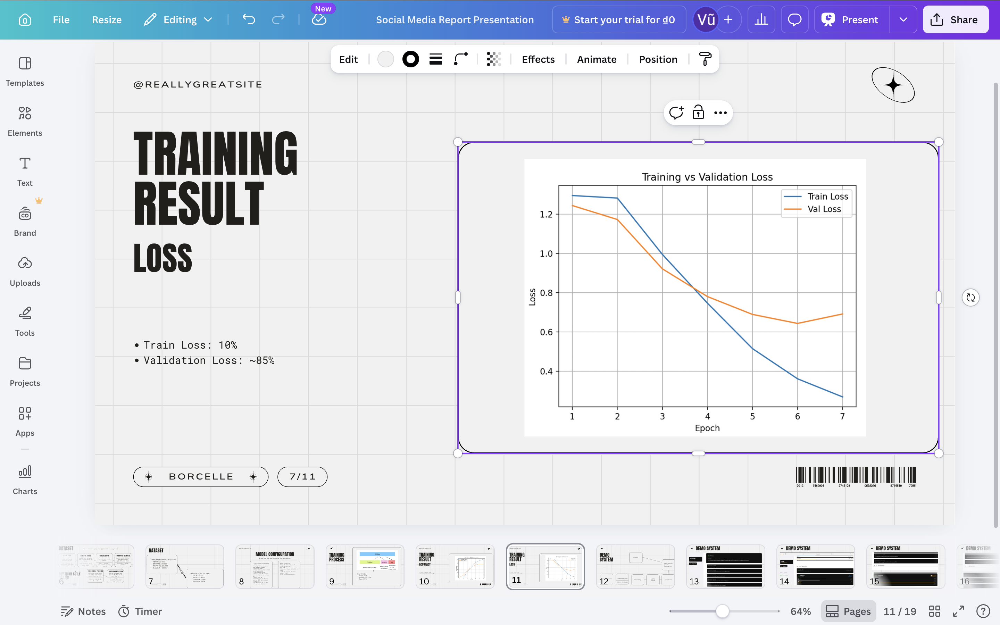 New
File
Resize
Editing
Social Media Report Presentation
Start your trial for ₫0
Vũ
Present
Share
Edit
Effects
Animate
Position
Templates
Elements
Text
Brand
Uploads
Tools
Projects
Apps
Charts
@REALLYGREATSITE
TRAINING
RESULT
LOSS
• Train Loss: 10%
• Validation Loss: ~85%
Training vs Validation Loss
Train Loss
Val Loss
1.2
1.0
0.8
0.6
0.4
Loss
1 2 3 4 5 6 7
Epoch
BORCELLE
7/11
0012 7482901 2744103 0592346 8774510 7255
DATASET
6
DATASET
7
MODEL CONFIGURATION
8
TRAINING
PROCESS
9
TRAINING
RESULT
ACCURACY
10
TRAINING
RESULT
LOSS
11
DEMO
SYSTEM
12
DEMO SYSTEM
13
DEMO SYSTEM
14
DEMO SYSTEM
15
DEMO SYSTEM
16
Notes
Timer
64%
Pages
11 / 19